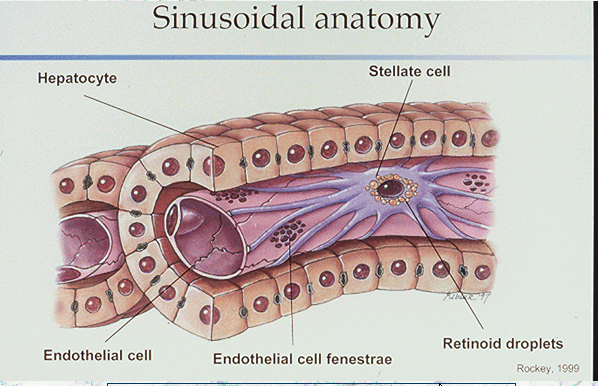 Sinusoidal anatomy
Hepatocyte
Stellate cell
Endothelial cell
Endothelial cell fenestrae
Retinoid droplets
Rockey, 1999